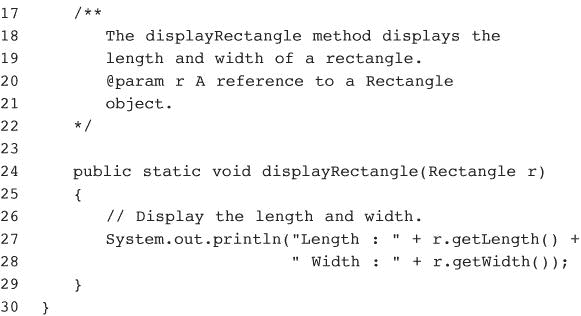 17 /**
18 The displayRectangle method displays the
19 length and width of a rectangle.
20 @param r A reference to a Rectangle
21 object.
22 */
23
24 public static void displayRectangle(Rectangle r)
25 {
26 // Display the length and width.
27 System.out.println("Length : " + r.getLength() +
28 " Width : " + r.getWidth());
29 }
30 }